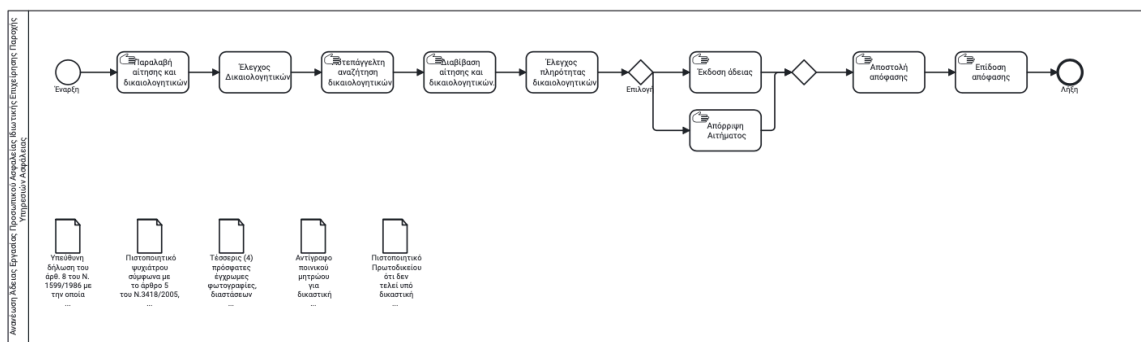 Ανανέωση Άδειας Εργασίας Προσωπικού Ασφαλείας Ιδιωτικής Επιχείρησης Παροχής
Υπηρεσιών Ασφάλειας
Έναρξη
Παραλαβή
αίτησης και
δικαιολογητικών
Έλεγχος
Δικαιολογητικών
αναζήτηση
δικαιολογητικών
Διαβίβαση
αίτησης και
δικαιολογητικών
Έλεγχος
πληρότητας
δικαιολογητικών
Επιλογή
Έκδοση άδειας
Απόρριψη
Αιτήματος
Αποστολή
απόφασης
Επίδοση
απόφασης
Λήξη
Υπεύθυνη
δήλωση του
άρθ. 8 του Ν.
1599/1986 με
την οποία
...
Πιστοποιητικό
ψυχιάτρου
σύμφωνα με
το άρθρο 5
του Ν.3418/2005,
...
Τέσσερις (4)
πρόσφατες
έγχρωμες
φωτογραφίες,
διαστάσεων
...
Αντίγραφο
ποινικού
μητρώου
για
δικαστική
...
Πιστοποιητικό
Πρωτοδικείου
ότι δεν
τελεί υπό
δικαστική
...